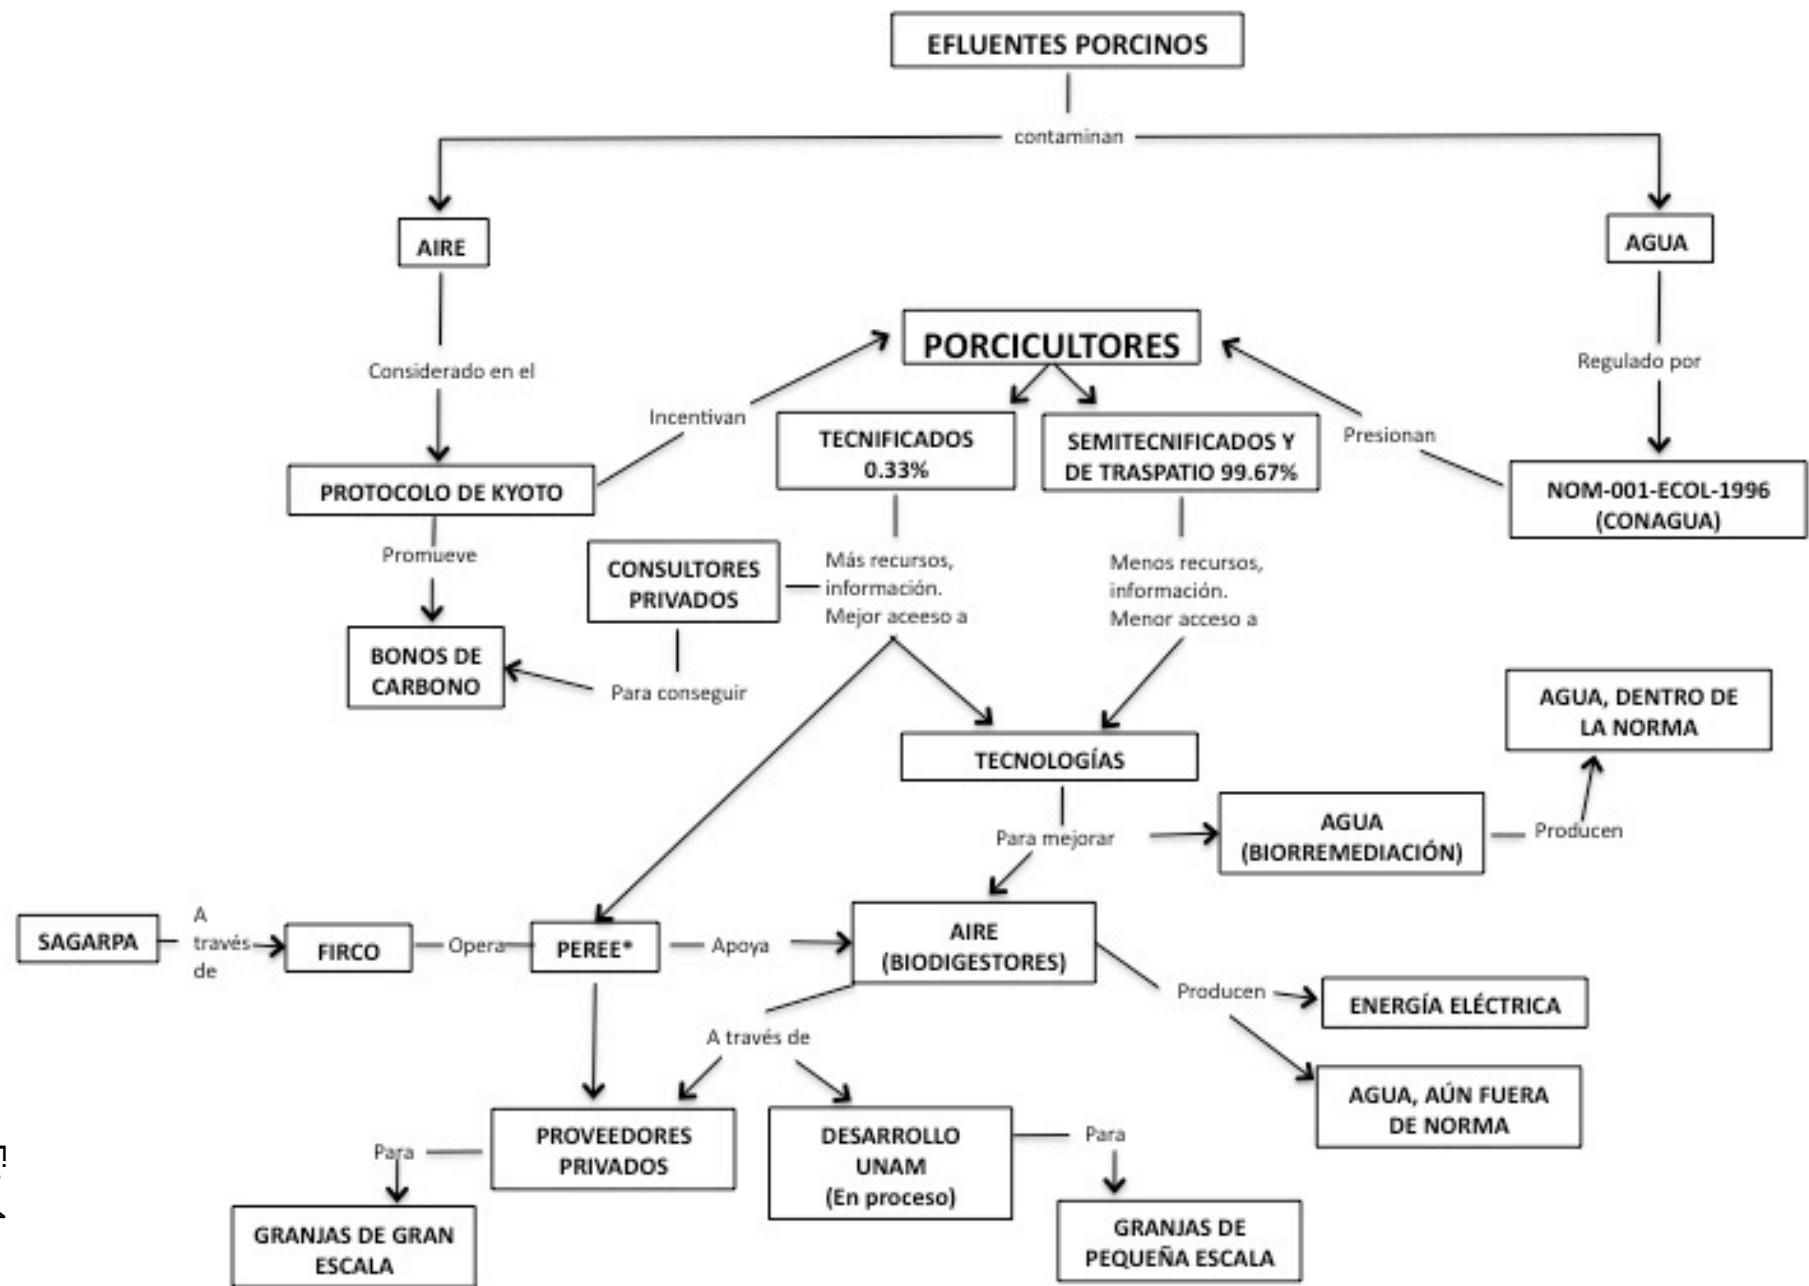 EFLUENTES PORCINOS
contaminan
AIRE
AGUA
Considerado en el
PORCICULTORES
Regulado por
Incentivan
TECNIFICADOS
0.33%
SEMITECNIFICADOS Y
DE TRASPATIO 99.67%
Presionan
PROTOCOLO DE KYOTO
NOM-001-ECOL-1996
(CONAGUA)
Promueve
CONSULTORES
PRIVADOS
Más recursos,
información.
Mejor aceeso a
Menos recursos,
información.
Menor acceso a
BONOS DE
CARBONO
Para conseguir
AGUA, DENTRO DE
LA NORMA
TECNOLOGÍAS
Para mejorar
AGUA
(BIORREMEDIACIÓN)
Producen
SAGARPA
A
través
de
FIRCO
Opera
PEREE*
Apoya
AIRE
(BIODIGESTORES)
Producen
ENERGÍA ELÉCTRICA
A través de
AGUA, AÚN FUERA
DE NORMA
Para
PROVEEDORES
PRIVADOS
DESARROLLO
UNAM
(En proceso)
Para
GRANJAS DE GRAN
ESCALA
GRANJAS DE
PEQUEÑA ESCALA